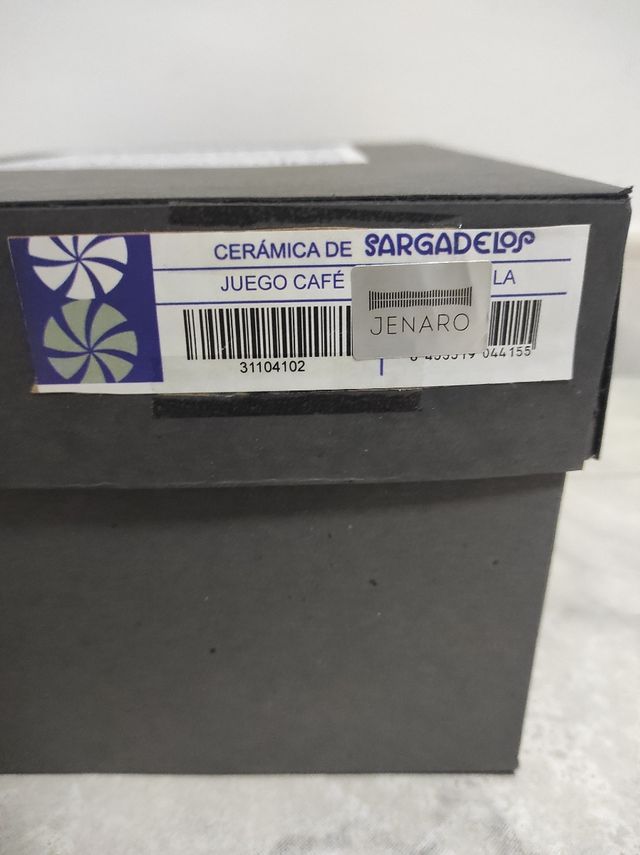 CERÁMICA DE SARGADELOS
JUEGO CAFÉ LA
JENARO
31104102
044155